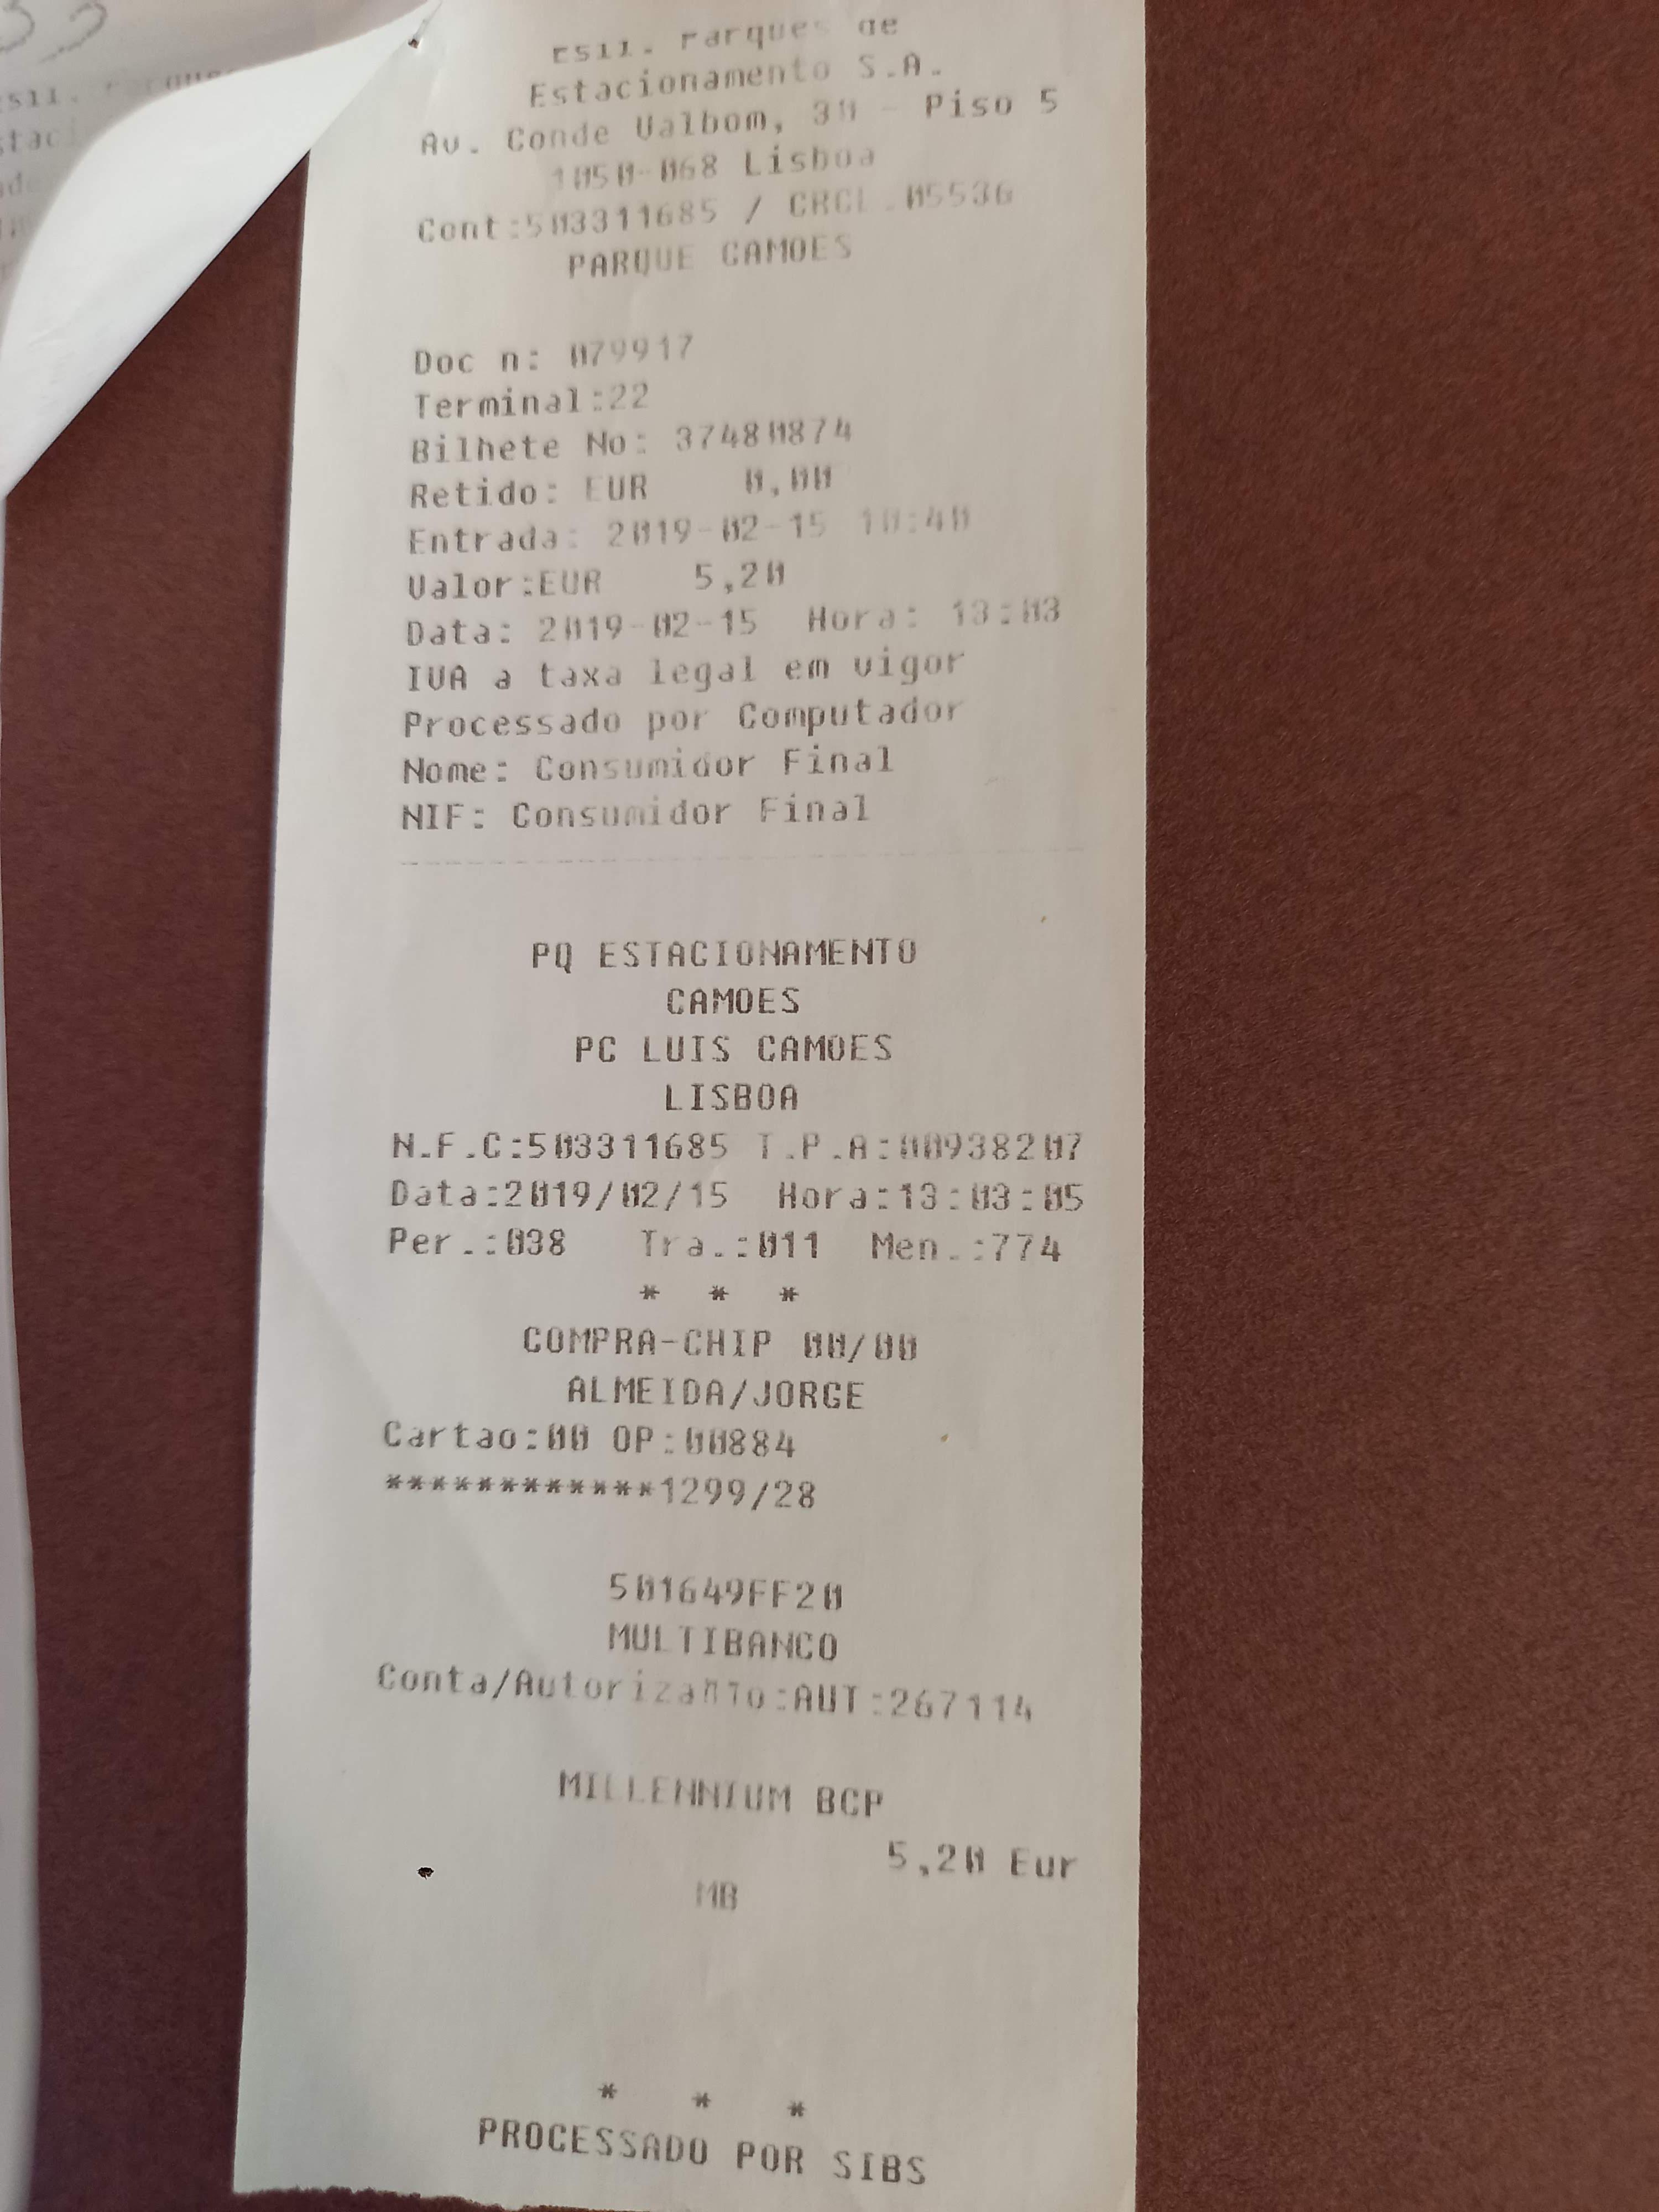 Esli. Parques de
Estacionamento S.A.
Av. Conde Valbom, 30 - Piso 5
1050-068 Lisboa
Cont:503311685 / CRCL.05536
PARQUE CAMOES
Doc n: 079917
Terminal:22
Bilhete No: 37480874
Retido: EUR 0,00
Entrada: 2019-02-15 10:40
Valor:EUR 5,20
Data: 2019-02-15 Hora: 13:03
IVA a taxa legal em vigor
Processado por Computador
Nome: Consumidor Final
NIF: Consumidor Final
PQ ESTACIONAMENTO
CAMOES
PC LUIS CAMOES
LISBOA
N.F.C:503311685 T.P.A:00938207
Data:2019/02/15 Hora:13:03:05
Per.:038 Tra.:011 Men.:774
* * *
COMPRA-CHIP 00/00
ALMEIDA/JORGE
Cartao:00 OP:00884
************1299/28
501649FF20
MULTIBANCO
AUT:267114
MILLENNIUM BCP
5,20 Eur
MB
* * *
PROCESSADO POR SIBS